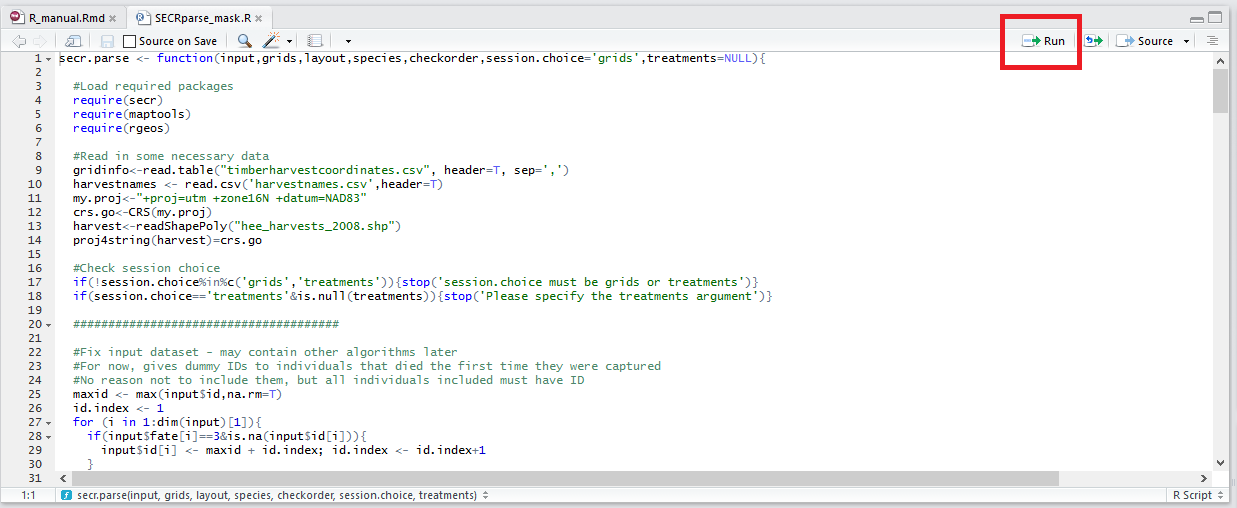 R_manual.Rmd SECRparse_mask.R
Source on Save Run Source
1 secr.parse <- function(input,grids,layout,species,checkorder,session.choice='grids',treatments=NULL){
2
3 #Load required packages
4 require(secr)
5 require(maptools)
6 require(rgeos)
7
8 #Read in some necessary data
9 gridinfo<-read.table("timberharvestcoordinates.csv", header=T, sep=',')
10 harvestnames <- read.csv('harvestnames.csv',header=T)
11 my.proj<-"+proj=utm +zone16N +datum=NAD83"
12 crs.go<-CRS(my.proj)
13 harvest<-readShapePoly("hee_harvests_2008.shp")
14 proj4string(harvest)=crs.go
15
16 #Check session choice
17 if(!session.choice%in%c('grids','treatments')){stop('session.choice must be grids or treatments')}
18 if(session.choice=='treatments'&is.null(treatments)){stop('Please specify the treatments argument')}
19
20 ######################################
21
22 #Fix input dataset - may contain other algorithms later
23 #For now, gives dummy IDs to individuals that died the first time they were captured
24 #No reason not to include them, but all individuals included must have ID
25 maxid <- max(input$id,na.rm=T)
26 id.index <- 1
27 for (i in 1:dim(input)[1]){
28 if(input$fate[i]==3&is.na(input$id[i])){
29 input$id[i] <- maxid + id.index; id.index <- id.index+1
30 }
31
1:1 secr.parse(input, grids, layout, species, checkorder, session.choice, treatments) R Script